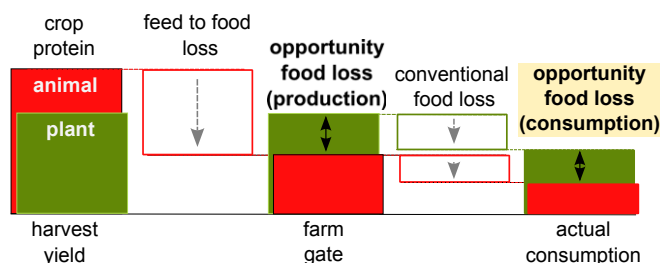 crop
protein
feed to food
loss
opportunity
food loss
(production)
conventional
food loss
opportunity
food loss
(consumption)
animal
plant
harvest
yield
farm
gate
actual
consumption